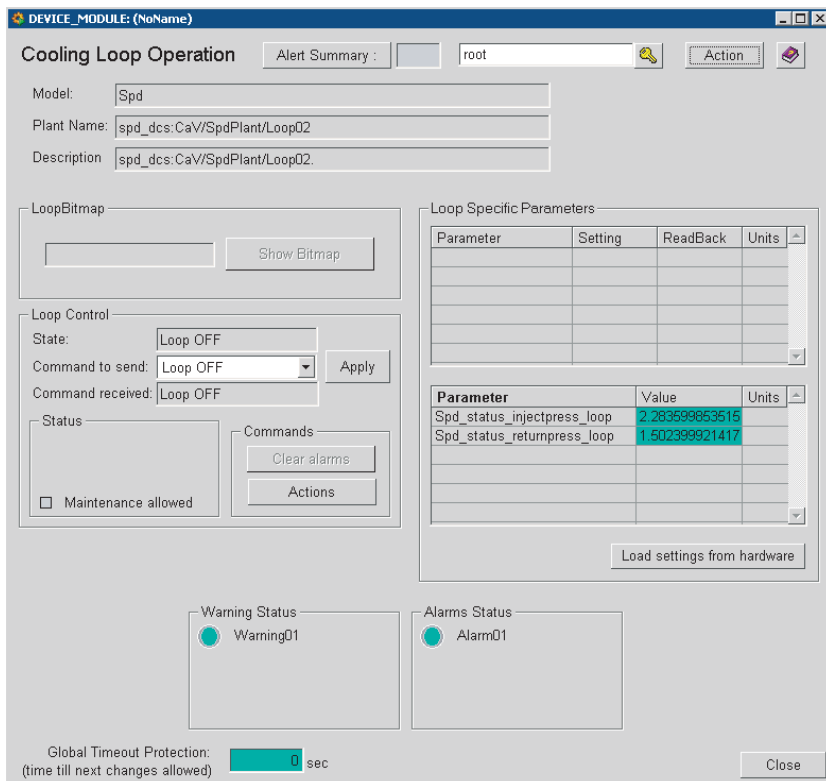 DEVICE_MODULE: (NoName)
Cooling Loop Operation Alert Summary : root Action
Model: Spd
Plant Name: spd_dcs:CaV/SpdPlant/Loop02
Description spd_dcs:CaV/SpdPlant/Loop02.
LoopBitmap
Show Bitmap
Loop Control
State: Loop OFF
Command to send: Loop OFF Apply
Command received: Loop OFF
Status
Maintenance allowed
Commands
Clear alarms
Actions
Loop Specific Parameters
Parameter Setting ReadBack Units
Parameter Value Units
Spd_status_injectpress_loop 2.283599853515
Spd_status_returnpress_loop 1.502399921417
Load settings from hardware
Warning Status
Warning01
Alarms Status
Alarm01
Global Timeout Protection:
(time till next changes allowed) 0 sec
Close